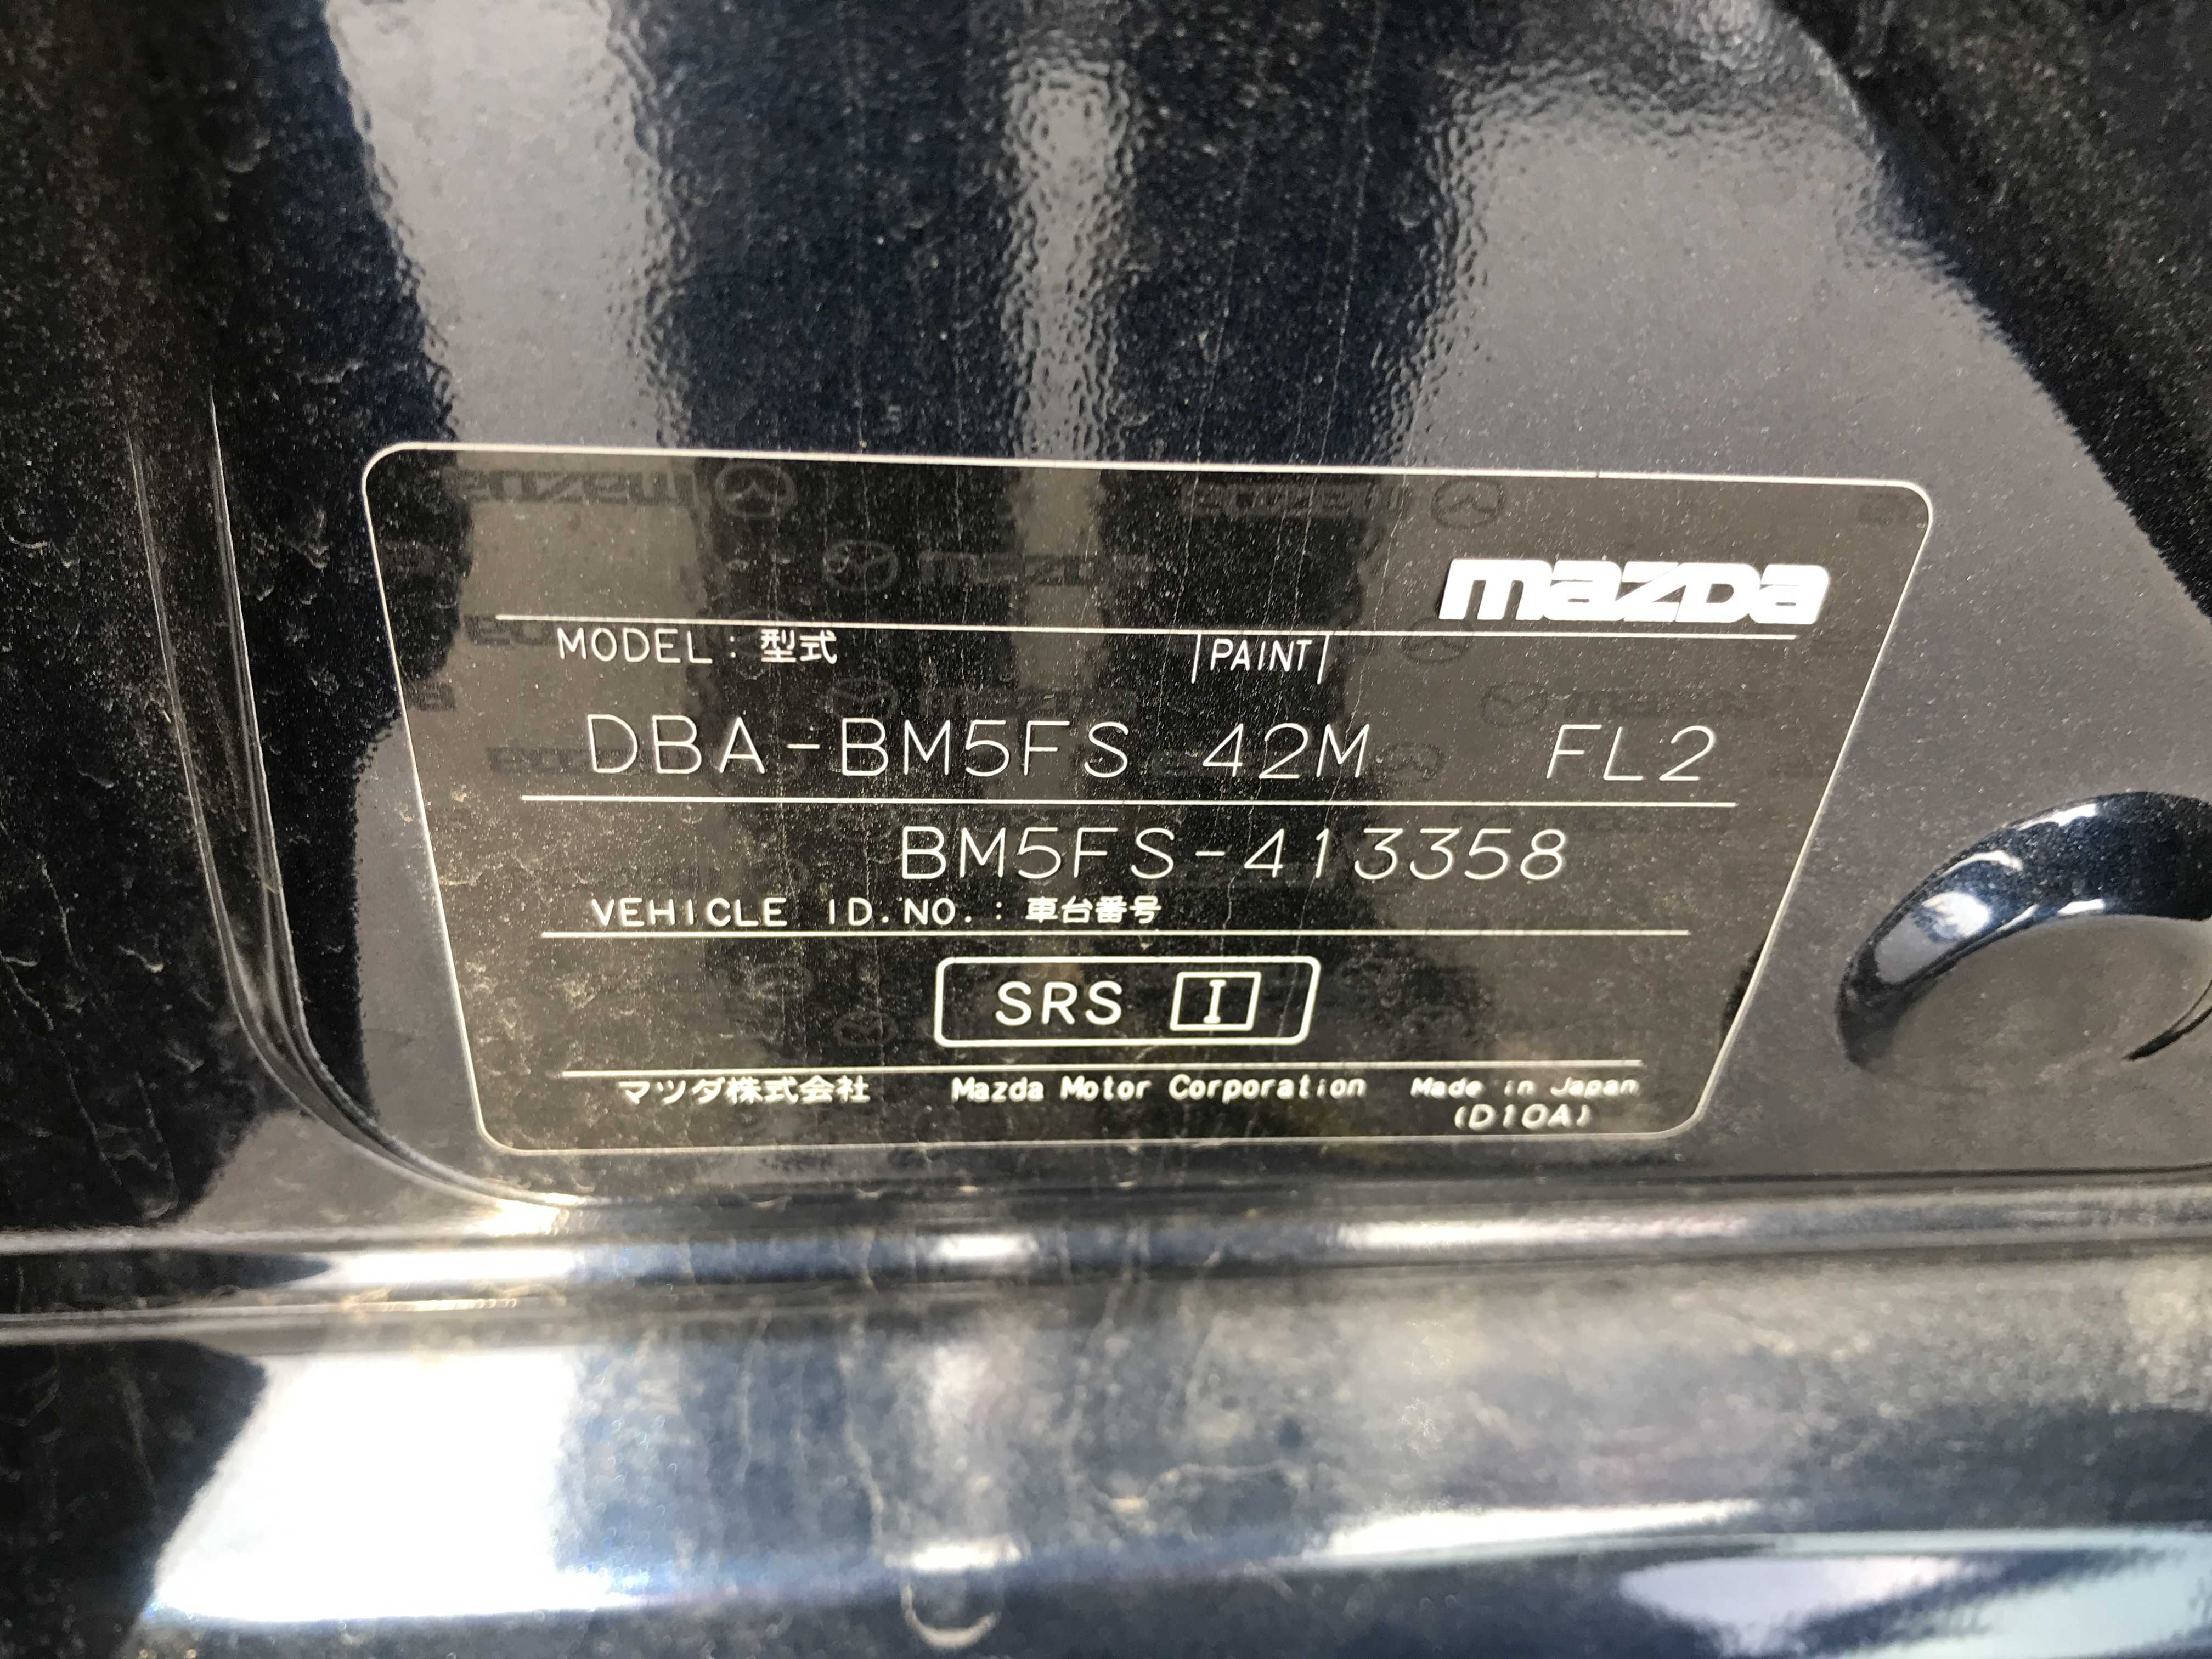 mazda
MODEL : 型式 PAINT
DBA-BM5FS 42M FL2
BM5FS-413358
VEHICLE ID.NO. : 車台番号
SRS I
マツダ株式会社 Mazda Motor Corporation Made in Japan
(D10A)